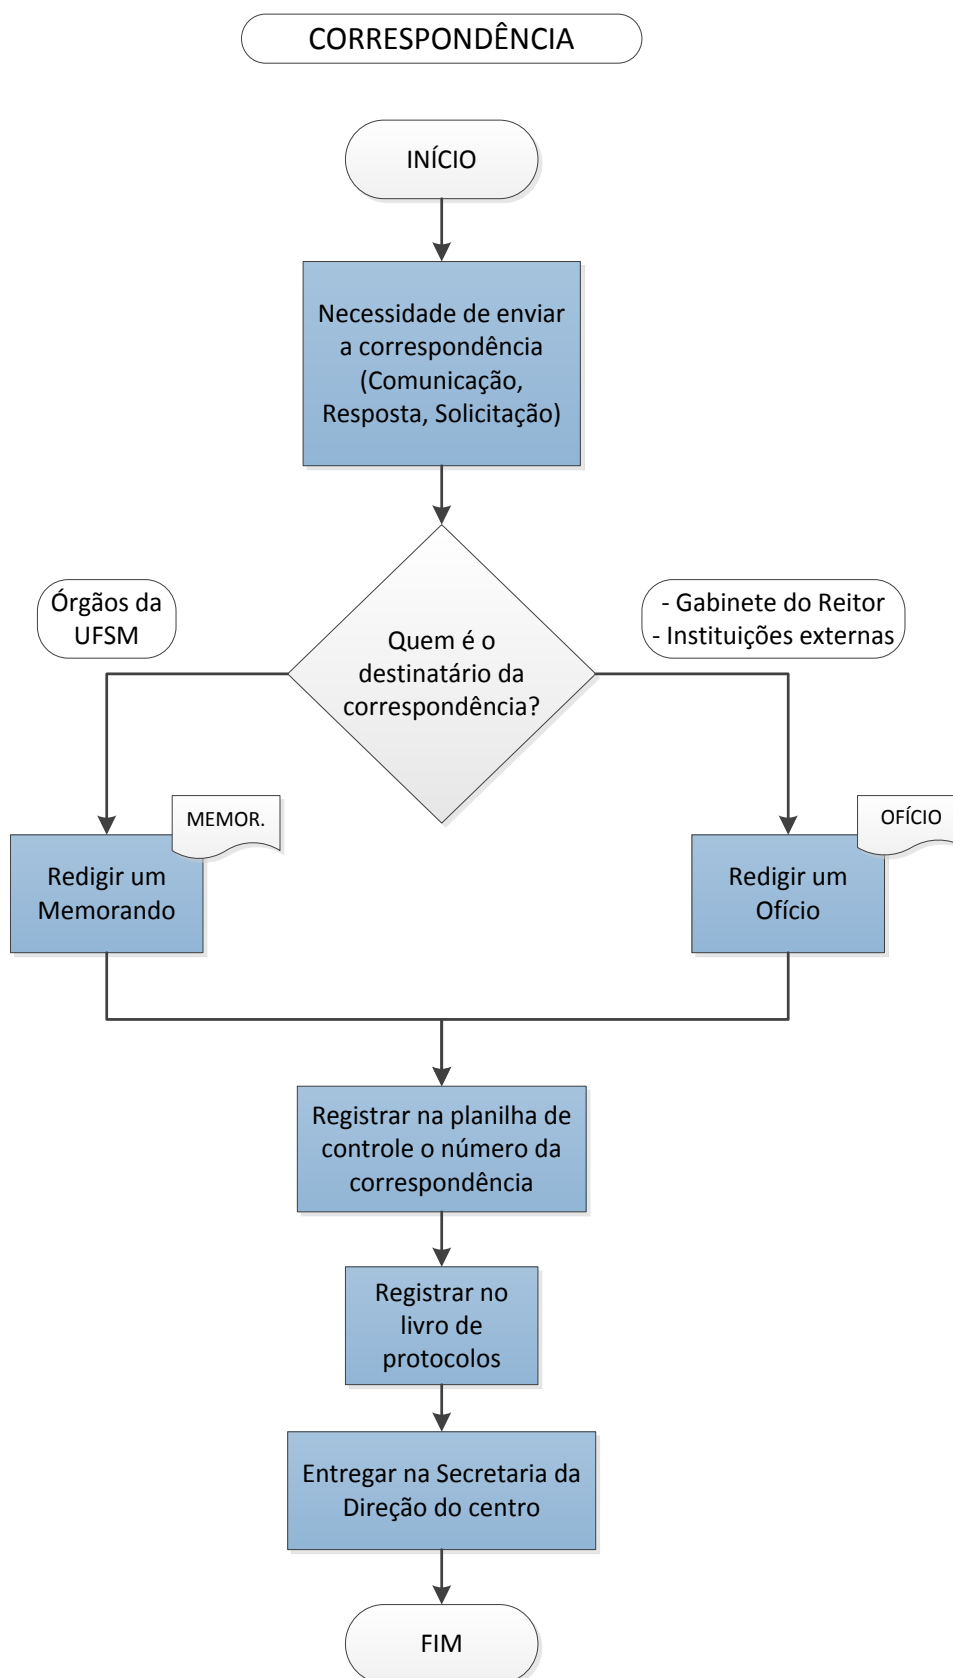 CORRESPONDÊNCIA
INÍCIO
Necessidade de enviar
a correspondência
(Comunicação,
Resposta, Solicitação)
Órgãos da
UFSM
- Gabinete do Reitor
- Instituições externas
Quem é o
destinatário da
correspondência?
MEMOR.
OFÍCIO
Redigir um
Memorando
Redigir um
Ofício
Registrar na planilha de
controle o número da
correspondência
Registrar no
livro de
protocolos
Entregar na Secretaria da
Direção do centro
FIM